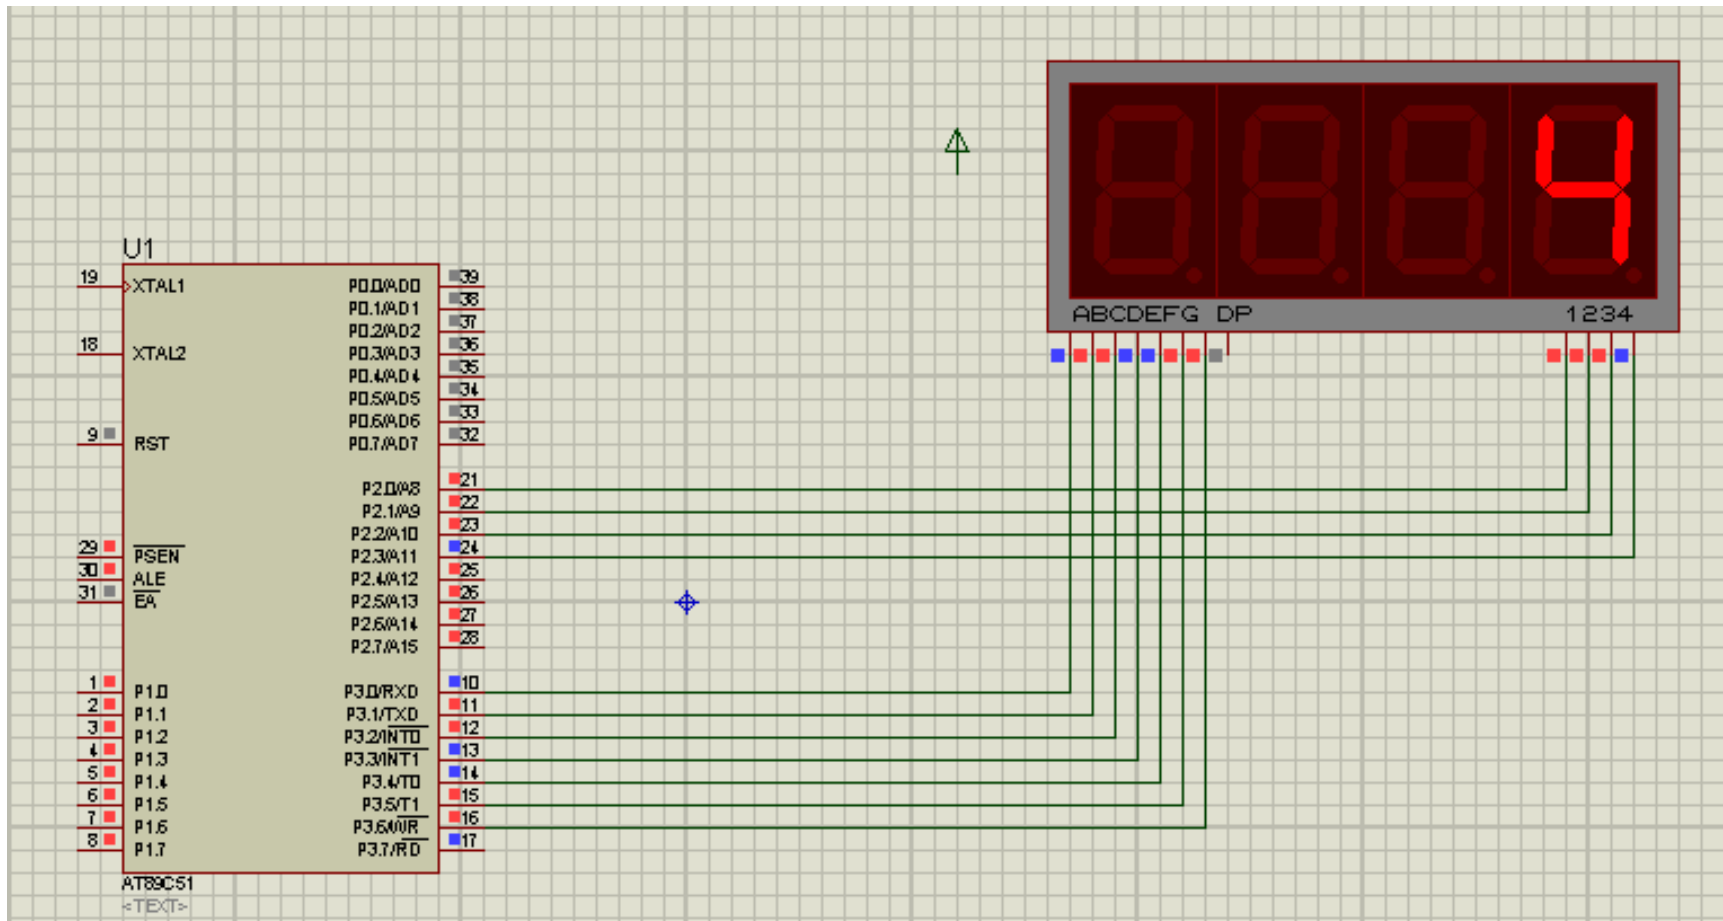 4
ABCDEFG DP
1234
U1
19 XTAL1
18 XTAL2
9 RST
29 PSEN
30 ALE
31 EA
1 P1.0
2 P1.1
3 P1.2
4 P1.3
5 P1.4
6 P1.5
7 P1.6
8 P1.7
P0.0/AD0 39
P0.1/AD1 38
P0.2/AD2 37
P0.3/AD3 36
P0.4/AD4 35
P0.5/AD5 34
P0.6/AD6 33
P0.7/AD7 32
P2.0/A8 21
P2.1/A9 22
P2.2/A10 23
P2.3/A11 24
P2.4/A12 25
P2.5/A13 26
P2.6/A14 27
P2.7/A15 28
P3.0/RXD 10
P3.1/TXD 11
P3.2/INT0 12
P3.3/INT1 13
P3.4/T0 14
P3.5/T1 15
P3.6/WR 16
P3.7/RD 17
AT89C51
<TEXT>